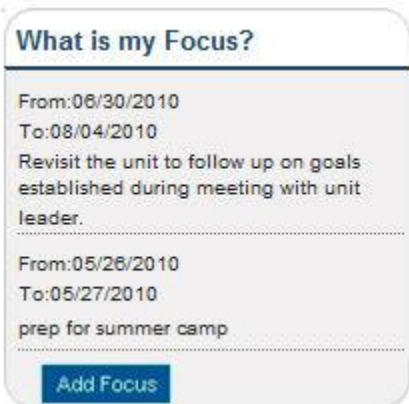 What is my Focus?
From:06/30/2010
To:08/04/2010
Revisit the unit to follow up on goals
established during meeting with unit
leader.
From:05/26/2010
To:05/27/2010
prep for summer camp
Add Focus